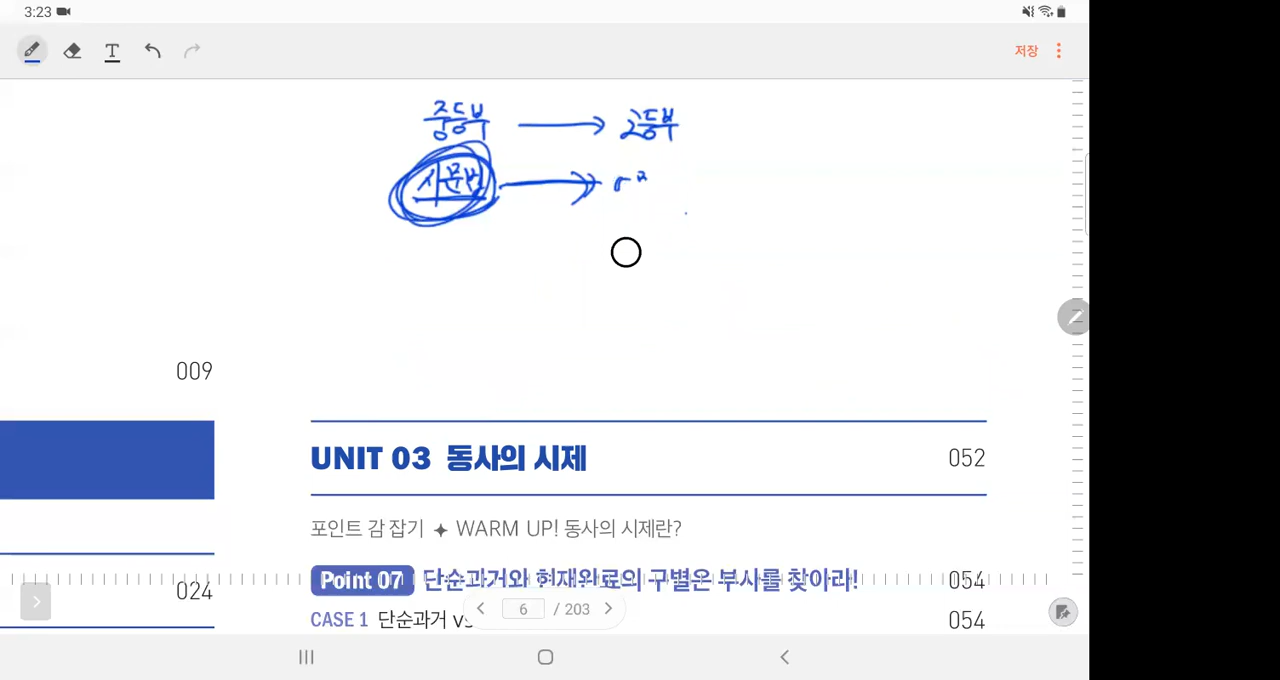 3:23
T 저장
중등부 → 고등부
009
UNIT 03 동사의 시제 052
포인트 감 잡기 ✦ WARM UP! 동사의 시제란?
Point 07 단순과거와 현재완료의 구별은 부사를 찾아라! 054
024
CASE 1 단순과거 vs 054
6 / 203